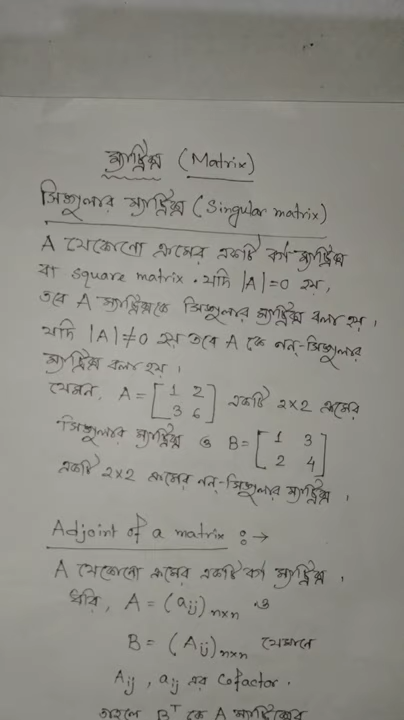 ম্যাট্রিক্স (Matrix)
সিঙ্গুলার ম্যাট্রিক্স (Singular matrix)
A যেকোনো ক্রমের একটি বর্গ ম্যাট্রিক্স
বা square matrix. যদি |A|=0 হয়,
তবে A ম্যাট্রিক্সকে সিঙ্গুলার ম্যাট্রিক্স বলা হয়।
যদি |A|≠0 হয় তবে A কে নন্-সিঙ্গুলার
ম্যাট্রিক্স বলা হয়।
যেমন, A = [1 2; 3 6] একটি 2×2 ক্রমের
সিঙ্গুলার ম্যাট্রিক্স ও B = [1 3; 2 4]
একটি 2×2 ক্রমের নন্-সিঙ্গুলার ম্যাট্রিক্স।
Adjoint of a matrix :→
A যেকোনো ক্রমের একটি বর্গ ম্যাট্রিক্স।
ধরি, A = (aij)n×n ও
B = (Aij)n×n যেখানে
Aij, aij এর Cofactor.
তাহলে B^T কে A ম্যাট্রিক্সের